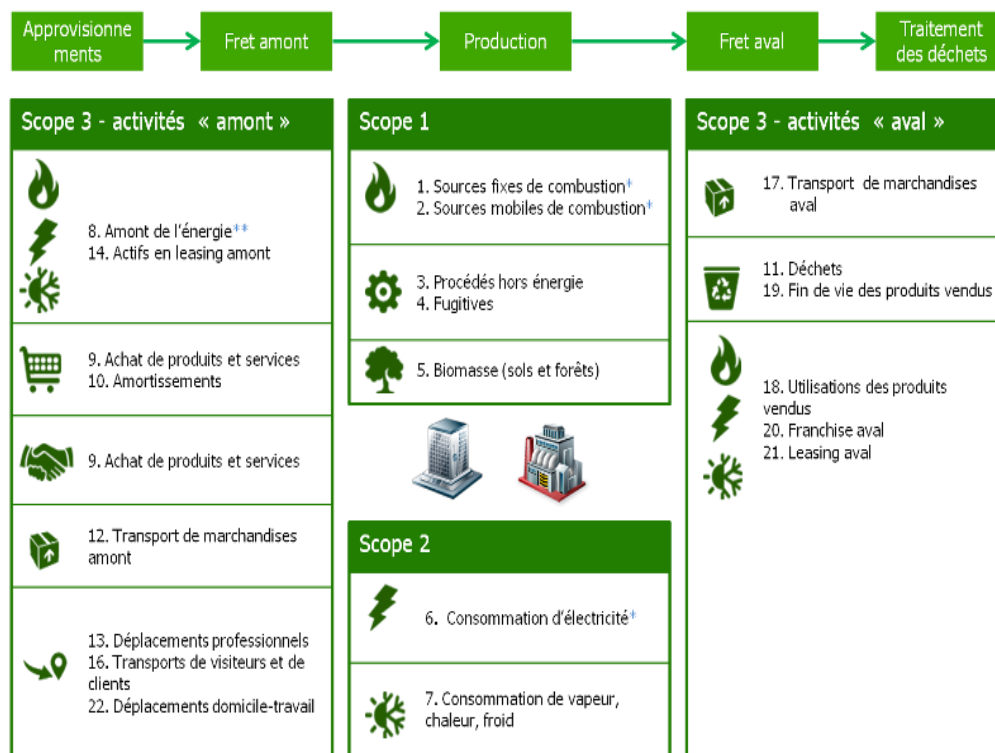 Approvisionne
ments
Fret amont
Production
Fret aval
Traitement
des déchets
Scope 3 - activités « amont »
8. Amont de l'énergie**
14. Actifs en leasing amont
9. Achat de produits et services
10. Amortissements
9. Achat de produits et services
12. Transport de marchandises
amont
13. Déplacements professionnels
16. Transports de visiteurs et de
clients
22. Déplacements domicile-travail
Scope 1
1. Sources fixes de combustion*
2. Sources mobiles de combustion*
3. Procédés hors énergie
4. Fugitives
5. Biomasse (sols et forêts)
Scope 2
6. Consommation d'électricité*
7. Consommation de vapeur,
chaleur, froid
Scope 3 - activités « aval »
17. Transport de marchandises
aval
11. Déchets
19. Fin de vie des produits vendus
18. Utilisations des produits
vendus
20. Franchise aval
21. Leasing aval